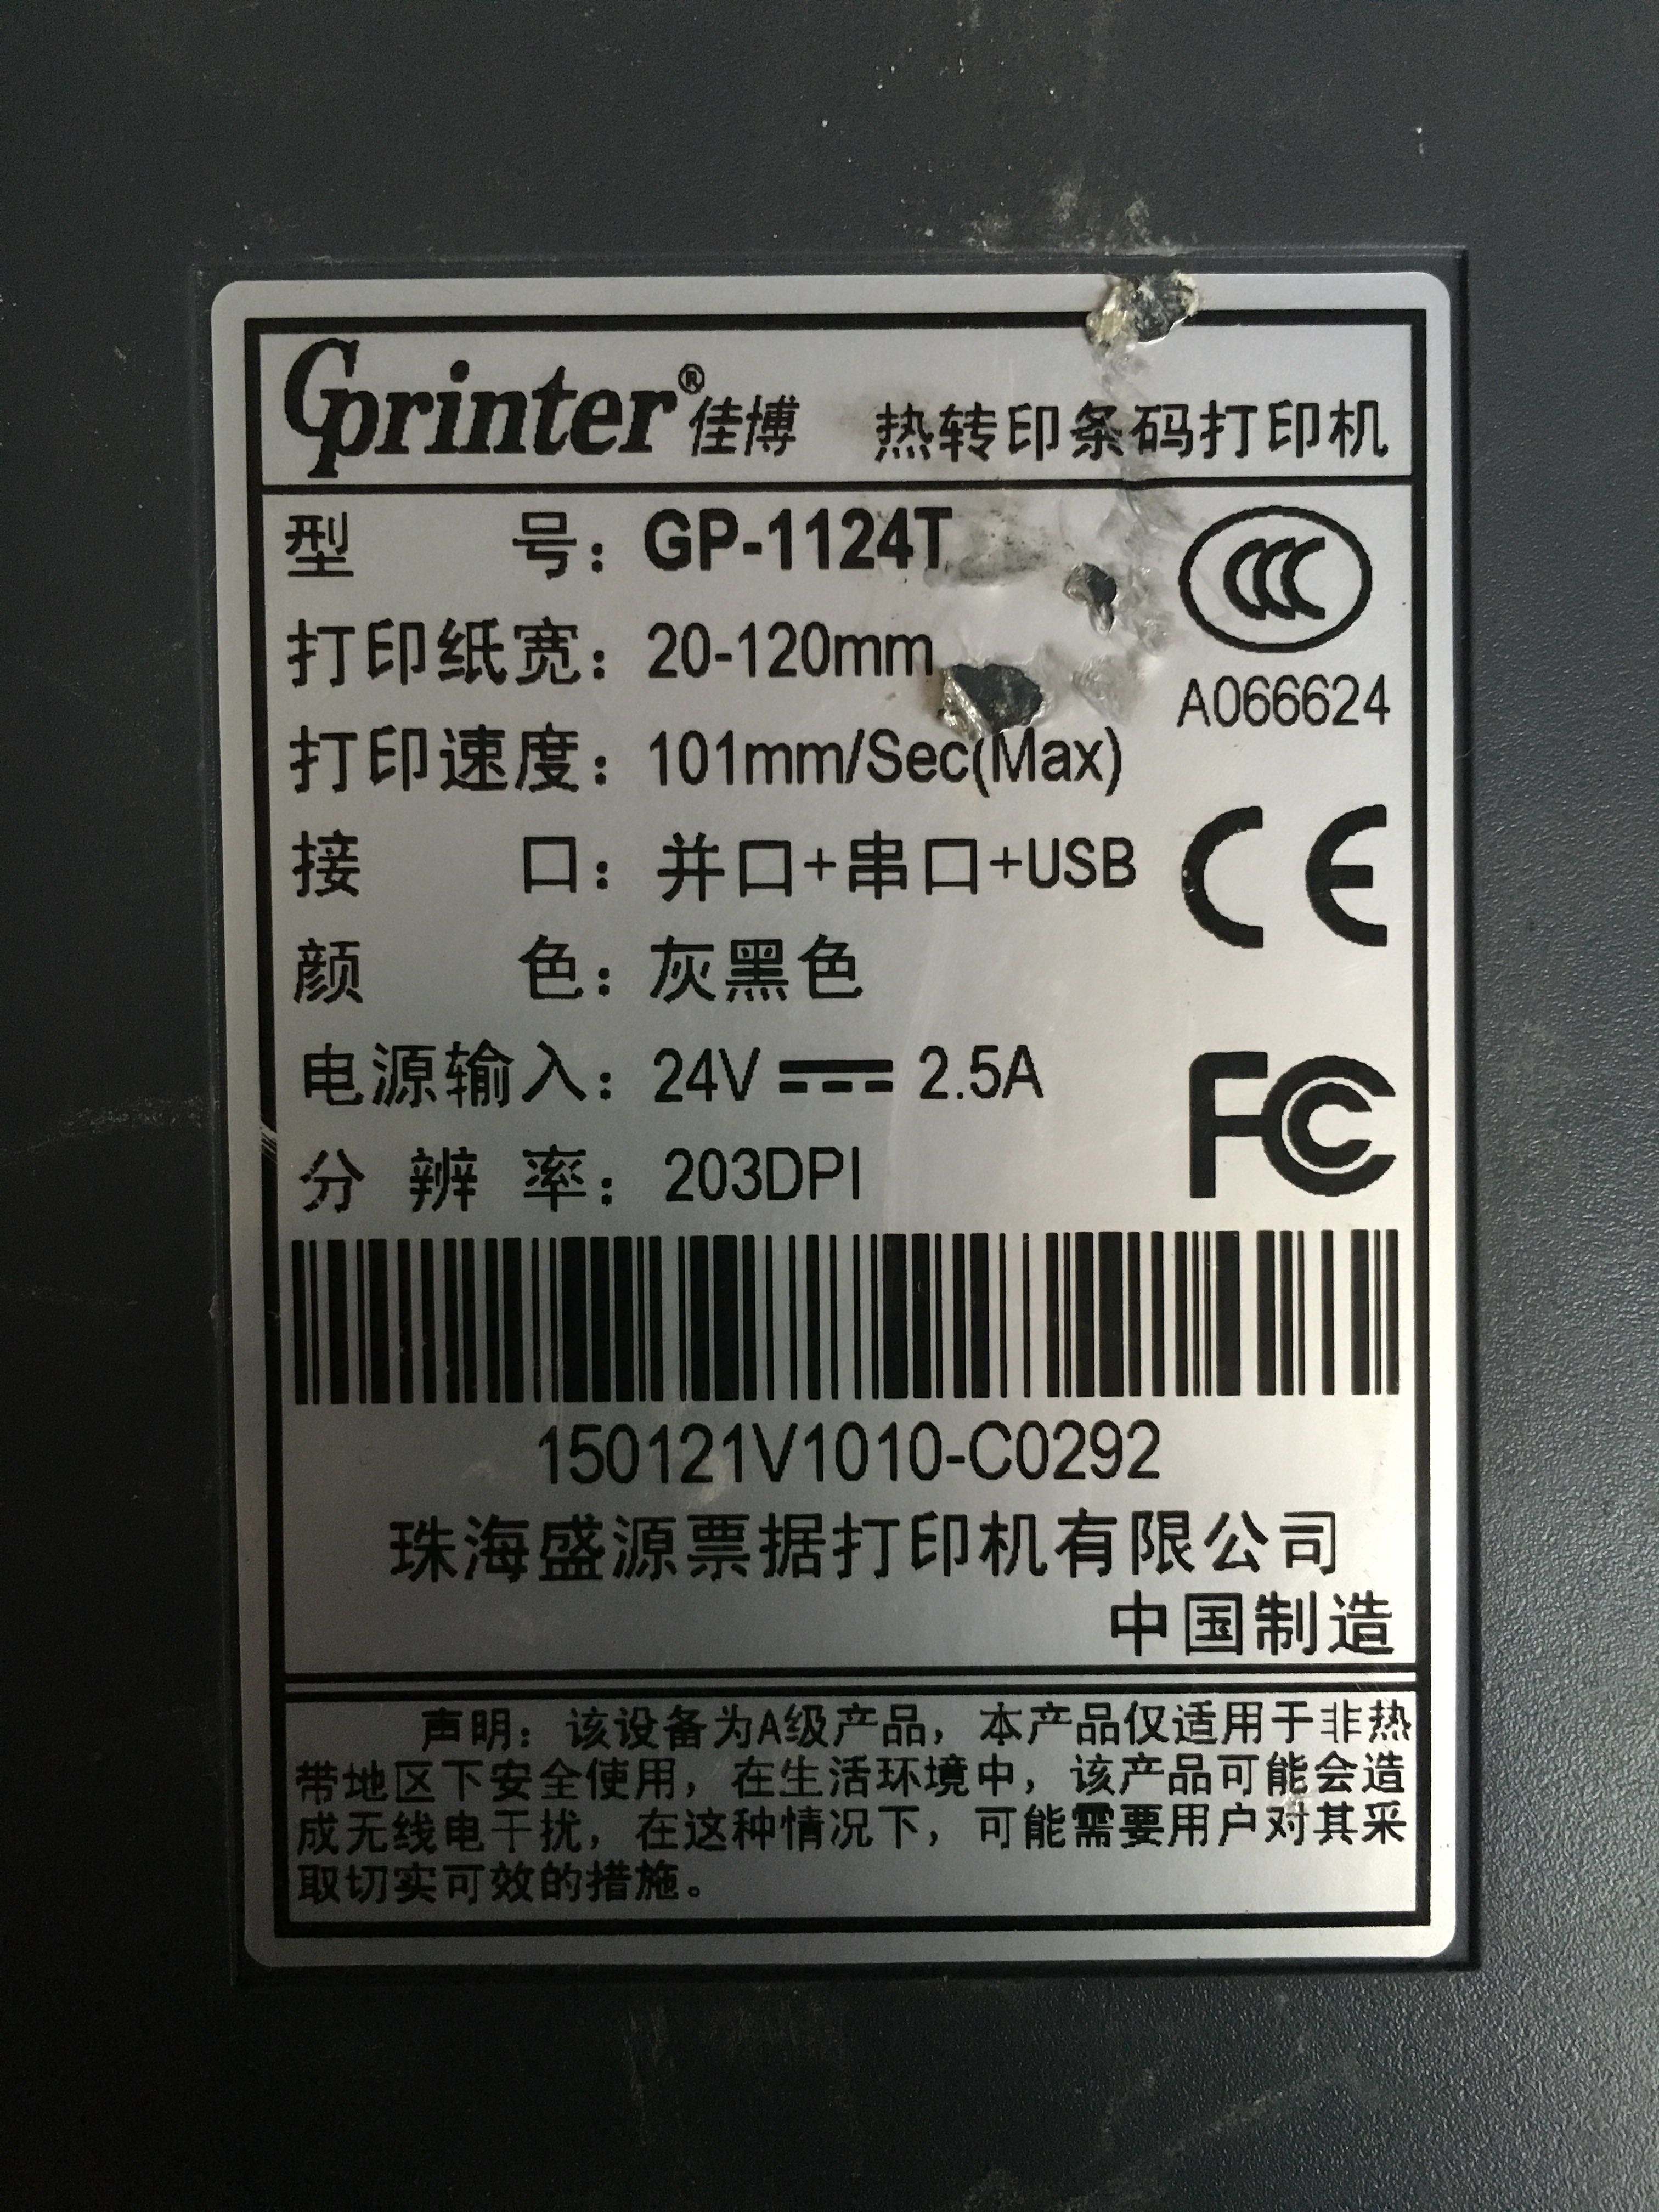 Gprinter®佳博 热转印条码打印机
型 号：GP-1124T
打印纸宽：20-120mm
A066624
打印速度：101mm/Sec(Max)
接 口：并口+串口+USB
CE
颜 色：灰黑色
电源输入：24V 2.5A
FC
分 辨 率：203DPI
150121V1010-C0292
珠海盛源票据打印机有限公司
中国制造
声明：该设备为A级产品，本产品仅适用于非热
带地区下安全使用，在生活环境中，该产品可能会造
成无线电干扰，在这种情况下，可能需要用户对其采
取切实可效的措施。